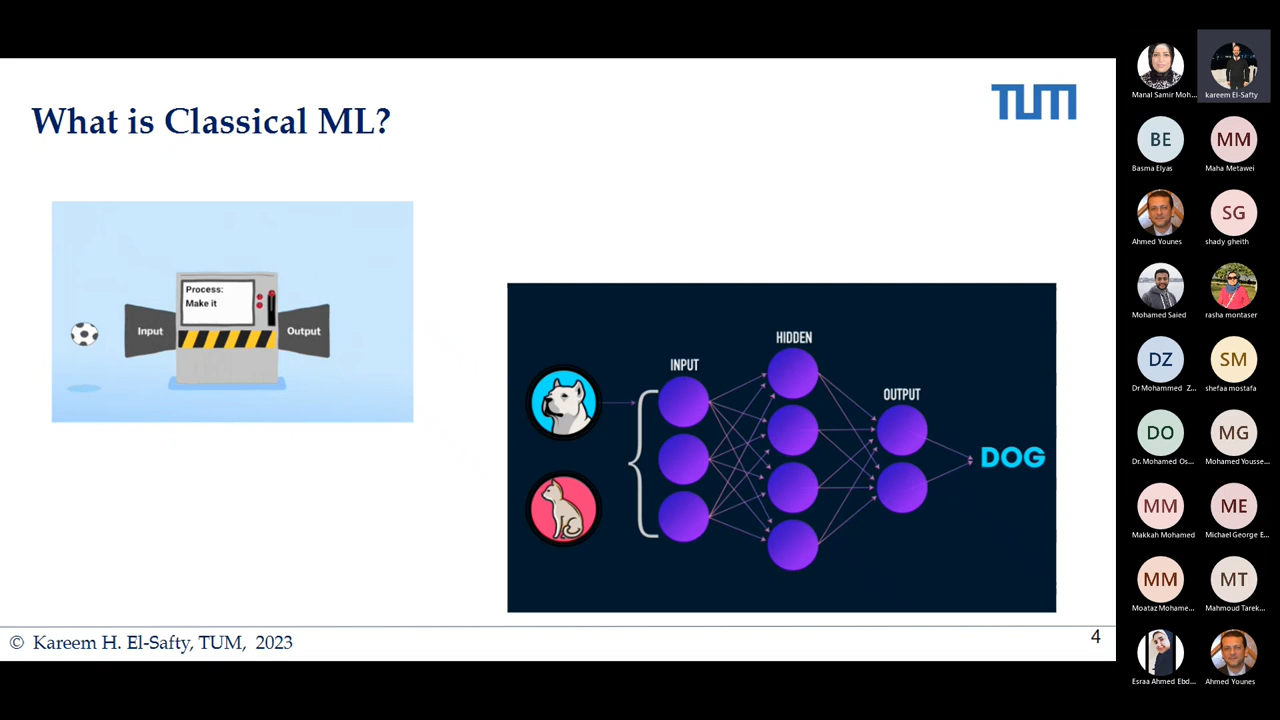 What is Classical ML?
TUM
Process:
Make it
Input
Output
INPUT
HIDDEN
OUTPUT
DOG
© Kareem H. El-Safty, TUM, 2023
4
Manal Samir Moh...
kareem El-Safty
BE
Basma Elyas
MM
Maha Metawei
Ahmed Younes
SG
shady gheith
Mohamed Saied
rasha montaser
DZ
Dr Mohammed Z...
SM
shefaa mostafa
DO
Dr. Mohamed Os...
MG
Mohamed Yousse...
MM
Makkah Mohamed
ME
Michael George E...
MM
Moataz Mohame...
MT
Mahmoud Tarek...
Esraa Ahmed Ebd...
Ahmed Younes